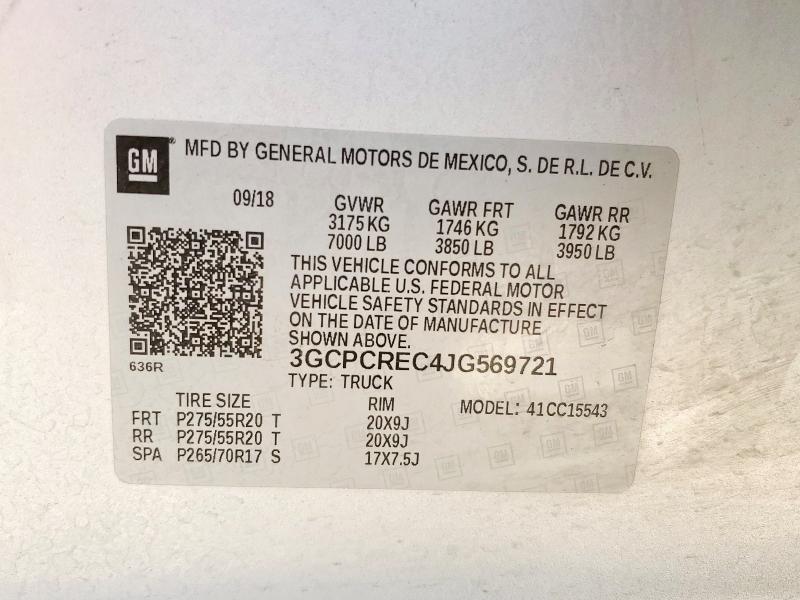 GM® MFD BY GENERAL MOTORS DE MEXICO, S. DE R.L. DE C.V.
09/18 GVWR GAWR FRT GAWR RR
3175 KG 1746 KG 1792 KG
7000 LB 3850 LB 3950 LB
THIS VEHICLE CONFORMS TO ALL
APPLICABLE U.S. FEDERAL MOTOR
VEHICLE SAFETY STANDARDS IN EFFECT
ON THE DATE OF MANUFACTURE
SHOWN ABOVE.
636R
3GCPCREC4JG569721
TYPE: TRUCK
TIRE SIZE RIM MODEL: 41CC15543
FRT P275/55R20 T 20X9J
RR P275/55R20 T 20X9J
SPA P265/70R17 S 17X7.5J